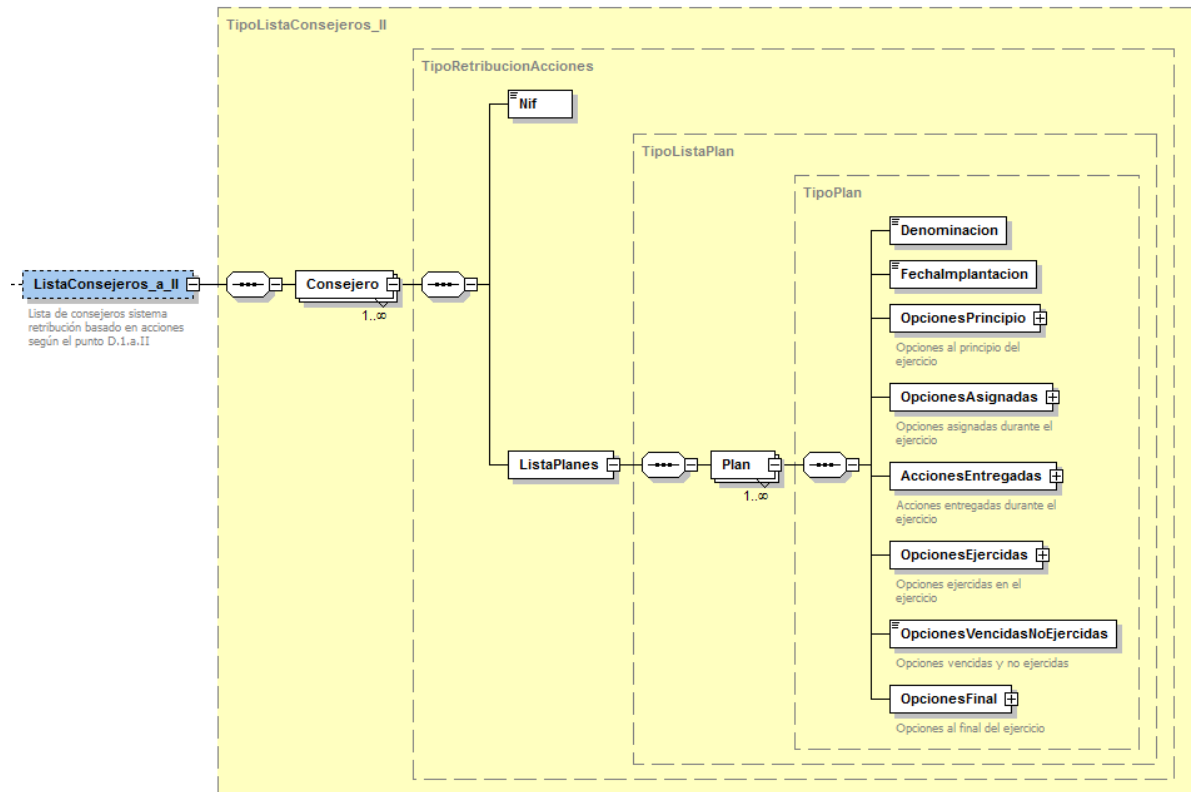 TipoListaConsejeros_II
TipoRetribucionAcciones
Nif
TipoListaPlan
TipoPlan
Denominacion
FechaImplantacion
ListaConsejeros_a_II
Lista de consejeros sistema
retribución basado en acciones
según el punto D.1.a.II
Consejero
1..∞
OpcionesPrincipio
Opciones al principio del
ejercicio
OpcionesAsignadas
Opciones asignadas durante el
ejercicio
ListaPlanes
Plan
1..∞
AccionesEntregadas
Acciones entregadas durante el
ejercicio
OpcionesEjercidas
Opciones ejercidas en el
ejercicio
OpcionesVencidasNoEjercidas
Opciones vencidas y no ejercidas
OpcionesFinal
Opciones al final del ejercicio